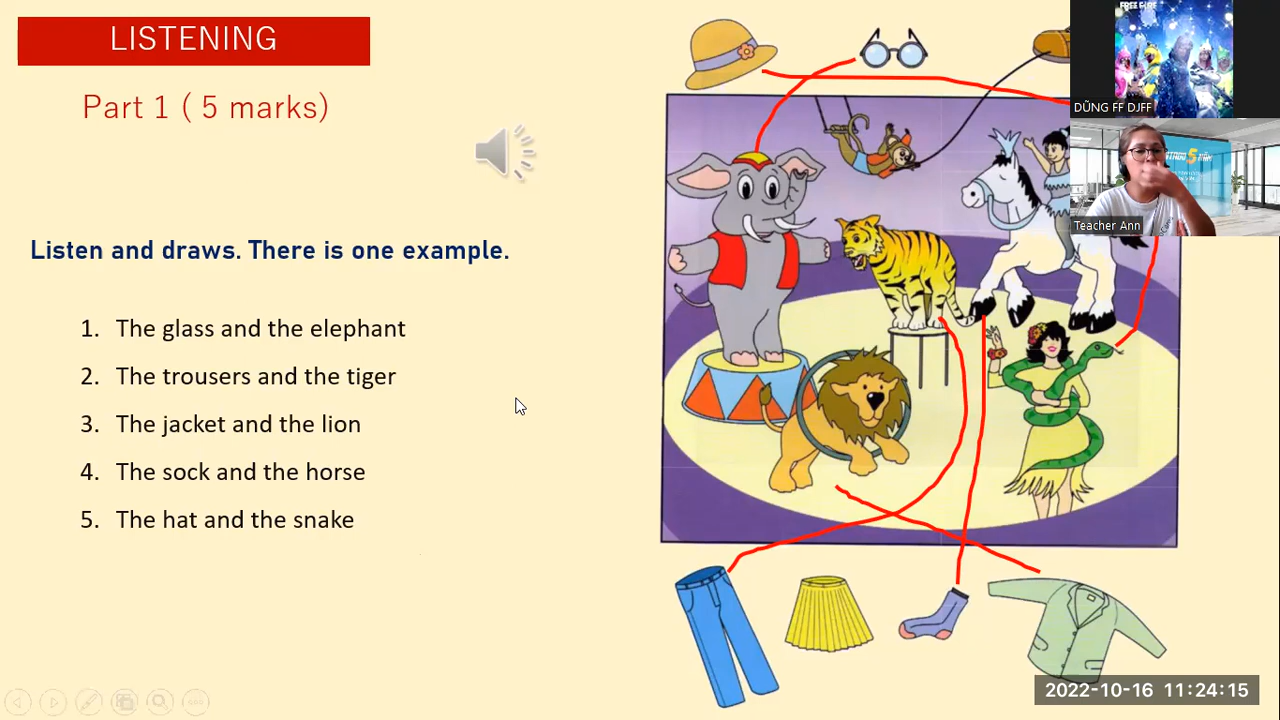 LISTENING
Part 1 ( 5 marks)
Listen and draws. There is one example.
1. The glass and the elephant
2. The trousers and the tiger
3. The jacket and the lion
4. The sock and the horse
5. The hat and the snake
FREE FIRE
DŨNG FF DJFF
Teacher Ann
2022-10-16 11:24:15